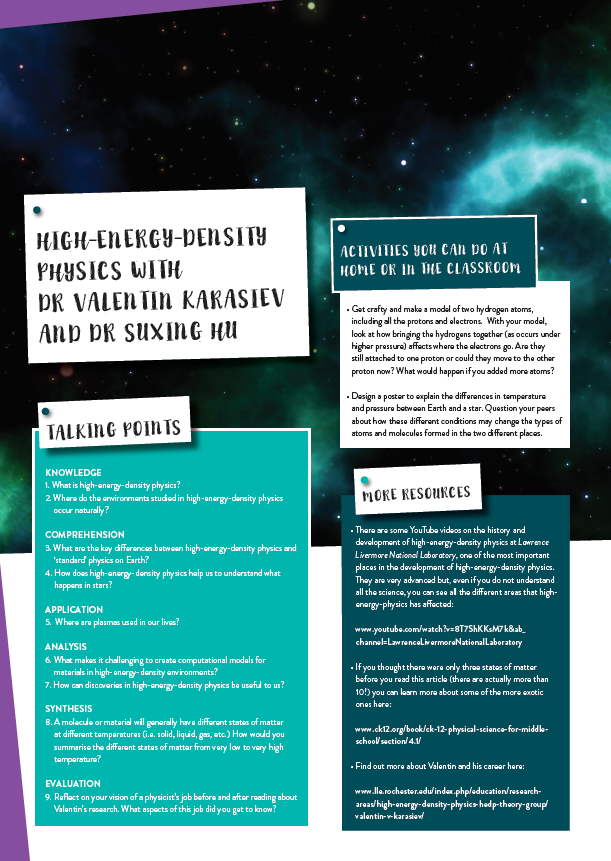 HIGH-ENERGY-DENSITY
PHYSICS WITH
DR VALENTIN KARASIEV
AND DR SUXING HU
TALKING POINTS
KNOWLEDGE
1. What is high-energy-density physics?
2. Where do the environments studied in high-energy-density physics
occur naturally?
COMPREHENSION
3. What are the key differences between high-energy-density physics and
'standard' physics on Earth?
4. How does high-energy-density physics help us to understand what
happens in stars?
APPLICATION
5. Where are plasmas used in our lives?
ANALYSIS
6. What makes it challenging to create computational models for
materials in high-energy-density environments?
7. How can discoveries in high-energy-density physics be useful to us?
SYNTHESIS
8. A molecule or material will generally have different states of matter
at different temperatures (i.e. solid, liquid, gas, etc.) How would you
summarise the different states of matter from very low to very high
temperature?
EVALUATION
9. Reflect on your vision of a physicist's job before and after reading about
Valentin's research. What aspects of this job did you get to know?
ACTIVITIES YOU CAN DO AT
HOME OR IN THE CLASSROOM
• Get crafty and make a model of two hydrogen atoms,
including all the protons and electrons. With your model,
look at how bringing the hydrogens together (as occurs under
higher pressure) affects where the electrons go. Are they
still attached to one proton or could they move to the other
proton now? What would happen if you added more atoms?
• Design a poster to explain the differences in temperature
and pressure between Earth and a star. Question your peers
about how these different conditions may change the types of
atoms and molecules formed in the two different places.
MORE RESOURCES
• There are some YouTube videos on the history and
development of high-energy-density physics at Lawrance
Livermore National Laboratory, one of the most important
places in the development of high-energy-density physics.
They are very advanced but, even if you do not understand
all the science, you can see all the different areas that high-
energy-physics has affected:
www.youtube.com/watch?v=8T7ShKKsM7k&ab_
channel=LawrenceLivermoreNationalLaboratory
• If you thought there were only three states of matter
before you read this article (there are actually more than
10!) you can learn more about some of the more exotic
ones here:
www.ck12.org/book/ck-12-physical-science-for-middle-
school/section/4.1/
• Find out more about Valentin and his career here:
www.lle.rochester.edu/index.php/education/research-
areas/high-energy-density-physics-hedp-theory-group/
valentin-v-karasiev/